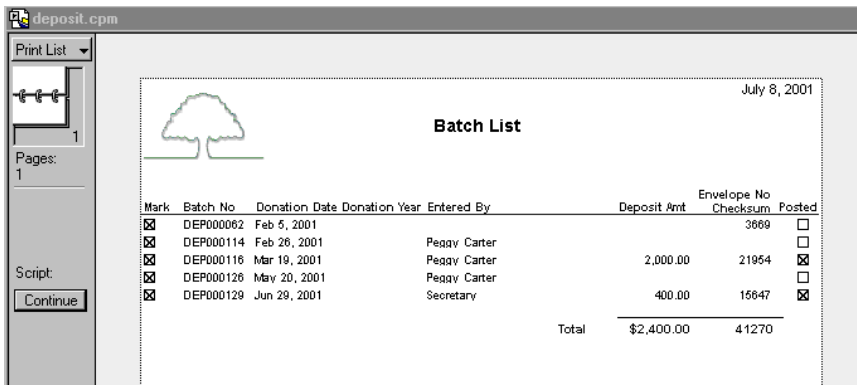 deposit.cpm
Print List
1
Pages:
1
Script:
Continue
July 8, 2001
Batch List
Envelope No
Mark Batch No Donation Date Donation Year Entered By Deposit Amt Checksum Posted
DEP000062 Feb 5, 2001 3669
DEP000114 Feb 26, 2001 Peggy Carter
DEP000116 Mar 19, 2001 Peggy Carter 2,000.00 21954
DEP000126 May 20, 2001 Peggy Carter
DEP000129 Jun 29, 2001 Secretary 400.00 15647
Total $2,400.00 41270